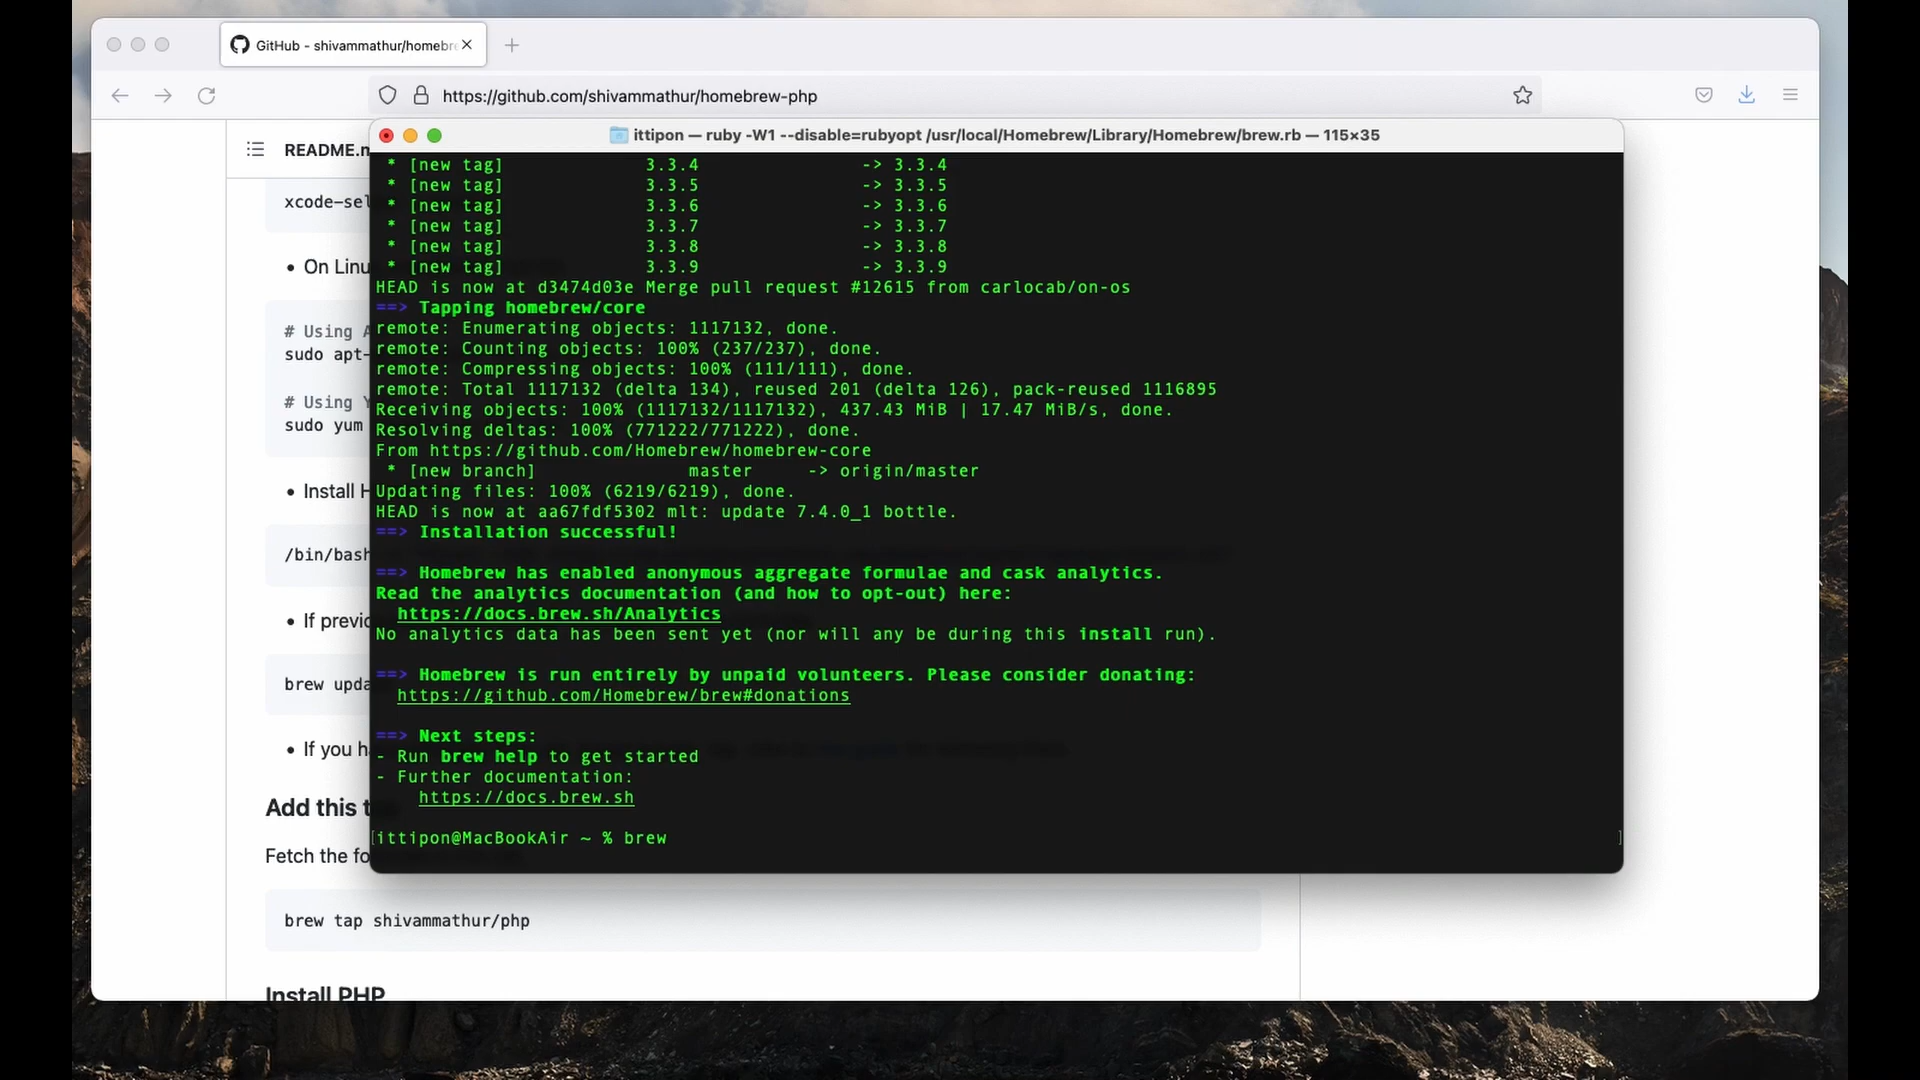 GitHub - shivammathur/homebr
https://github.com/shivammathur/homebrew-php
ittipon — ruby -W1 --disable=rubyopt /usr/local/Homebrew/Library/Homebrew/brew.rb — 115×35
README.m
xcode-sel
• On Linu
# Using A
sudo apt-
# Using Y
sudo yum
• Install H
/bin/bash
• If previo
brew upda
• If you ha
Add this t
Fetch the fo
brew tap shivammathur/php
Install PHP
* [new tag] 3.3.4 -> 3.3.4
* [new tag] 3.3.5 -> 3.3.5
* [new tag] 3.3.6 -> 3.3.6
* [new tag] 3.3.7 -> 3.3.7
* [new tag] 3.3.8 -> 3.3.8
* [new tag] 3.3.9 -> 3.3.9
HEAD is now at d3474d03e Merge pull request #12615 from carlocab/on-os
==> Tapping homebrew/core
remote: Enumerating objects: 1117132, done.
remote: Counting objects: 100% (237/237), done.
remote: Compressing objects: 100% (111/111), done.
remote: Total 1117132 (delta 134), reused 201 (delta 126), pack-reused 1116895
Receiving objects: 100% (1117132/1117132), 437.43 MiB | 17.47 MiB/s, done.
Resolving deltas: 100% (771222/771222), done.
From https://github.com/Homebrew/homebrew-core
* [new branch] master -> origin/master
Updating files: 100% (6219/6219), done.
HEAD is now at aa67fdf5302 mlt: update 7.4.0_1 bottle.
==> Installation successful!
==> Homebrew has enabled anonymous aggregate formulae and cask analytics.
Read the analytics documentation (and how to opt-out) here:
https://docs.brew.sh/Analytics
No analytics data has been sent yet (nor will any be during this install run).
==> Homebrew is run entirely by unpaid volunteers. Please consider donating:
https://github.com/Homebrew/brew#donations
==> Next steps:
- Run brew help to get started
- Further documentation:
https://docs.brew.sh
[ittipon@MacBookAir ~ % brew ]